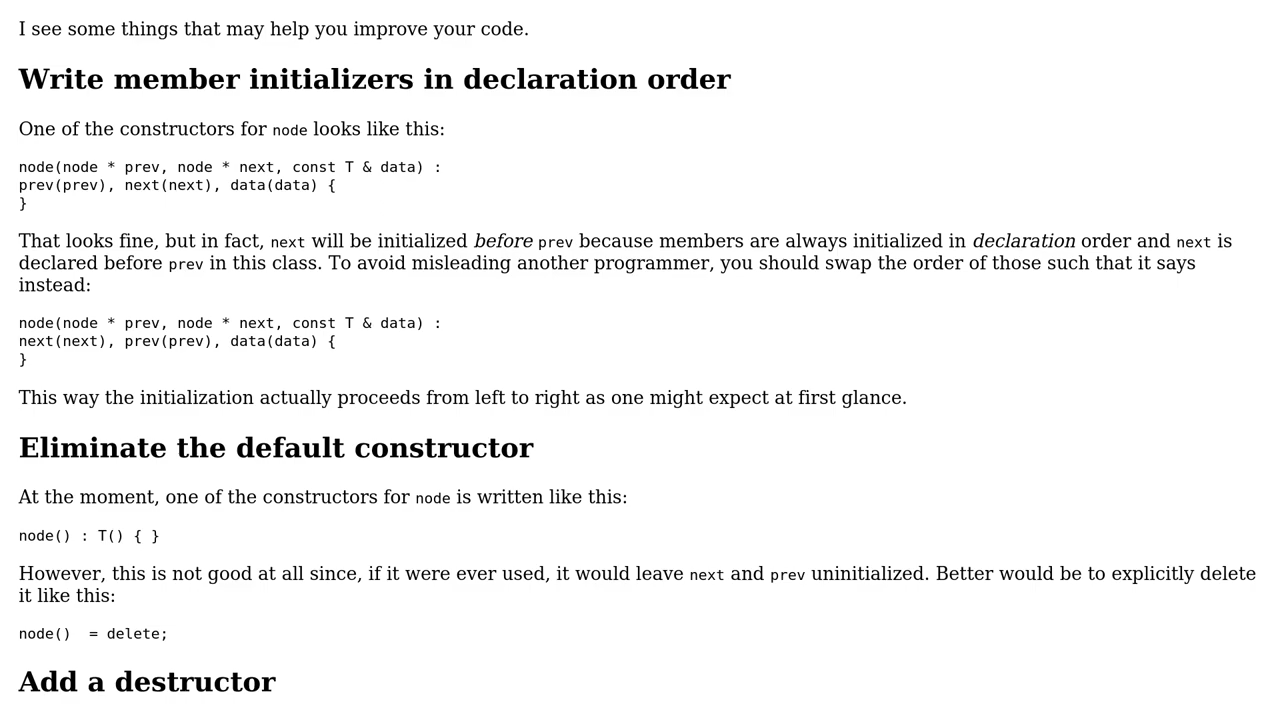 I see some things that may help you improve your code.
Write member initializers in declaration order
One of the constructors for node looks like this:
node(node * prev, node * next, const T & data) :
prev(prev), next(next), data(data) {
}
That looks fine, but in fact, next will be initialized before prev because members are always initialized in declaration order and next is
declared before prev in this class. To avoid misleading another programmer, you should swap the order of those such that it says
instead:
node(node * prev, node * next, const T & data) :
next(next), prev(prev), data(data) {
}
This way the initialization actually proceeds from left to right as one might expect at first glance.
Eliminate the default constructor
At the moment, one of the constructors for node is written like this:
node() : T() { }
However, this is not good at all since, if it were ever used, it would leave next and prev uninitialized. Better would be to explicitly delete
it like this:
node()  = delete;
Add a destructor